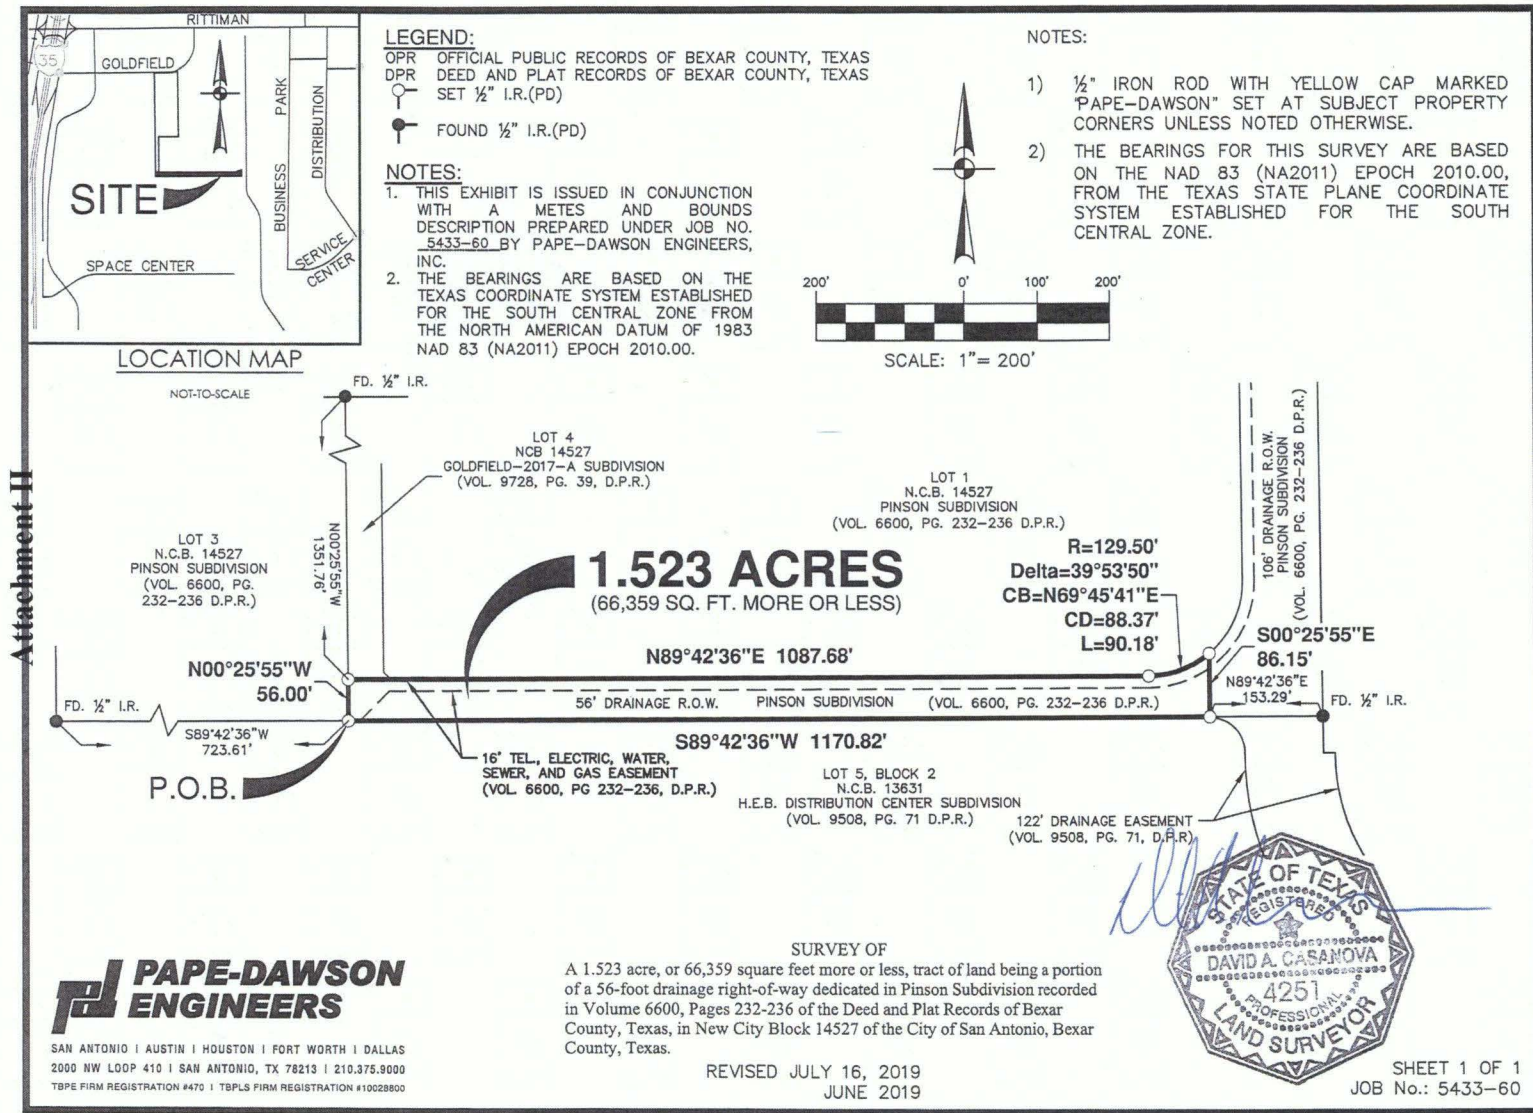 RITTIMAN
35
GOLDFIELD
BUSINESS PARK
DISTRIBUTION
SITE
SERVICE
CENTER
SPACE CENTER
LOCATION MAP
NOT-TO-SCALE
LEGEND:
OPR OFFICIAL PUBLIC RECORDS OF BEXAR COUNTY, TEXAS
DPR DEED AND PLAT RECORDS OF BEXAR COUNTY, TEXAS
SET ½" I.R.(PD)
FOUND ½" I.R.(PD)
NOTES:
1. THIS EXHIBIT IS ISSUED IN CONJUNCTION
WITH A METES AND BOUNDS
DESCRIPTION PREPARED UNDER JOB NO.
5433-60 BY PAPE-DAWSON ENGINEERS,
INC.
2. THE BEARINGS ARE BASED ON THE
TEXAS COORDINATE SYSTEM ESTABLISHED
FOR THE SOUTH CENTRAL ZONE FROM
THE NORTH AMERICAN DATUM OF 1983
NAD 83 (NA2011) EPOCH 2010.00.
NOTES:
1) ½" IRON ROD WITH YELLOW CAP MARKED
"PAPE-DAWSON" SET AT SUBJECT PROPERTY
CORNERS UNLESS NOTED OTHERWISE.
2) THE BEARINGS FOR THIS SURVEY ARE BASED
ON THE NAD 83 (NA2011) EPOCH 2010.00,
FROM THE TEXAS STATE PLANE COORDINATE
SYSTEM ESTABLISHED FOR THE SOUTH
CENTRAL ZONE.
200' 0' 100' 200'
SCALE: 1"= 200'
Attachment II
FD. ½" I.R.
LOT 4
NCB 14527
GOLDFIELD-2017-A SUBDIVISION
(VOL. 9728, PG. 39, D.P.R.)
LOT 3
N.C.B. 14527
PINSON SUBDIVISION
(VOL. 6600, PG.
232-236 D.P.R.)
N00°25'55"W
1351.76'
LOT 1
N.C.B. 14527
PINSON SUBDIVISION
(VOL. 6600, PG. 232-236 D.P.R.)
106' DRAINAGE R.O.W.
PINSON SUBDIVISION
(VOL. 6600, PG. 232-236 D.P.R.)
1.523 ACRES
(66,359 SQ. FT. MORE OR LESS)
R=129.50'
Delta=39°53'50"
CB=N69°45'41"E
CD=88.37'
L=90.18'
S00°25'55"E
86.15'
N00°25'55"W
56.00'
N89°42'36"E 1087.68'
N89°42'36"E
153.29'
FD. ½" I.R.
FD. ½" I.R.
56' DRAINAGE R.O.W. PINSON SUBDIVISION (VOL. 6600, PG. 232-236 D.P.R.)
S89°42'36"W
723.61'
S89°42'36"W 1170.82'
P.O.B.
16' TEL., ELECTRIC, WATER,
SEWER, AND GAS EASEMENT
(VOL. 6600, PG 232-236, D.P.R.)
LOT 5, BLOCK 2
N.C.B. 13631
H.E.B. DISTRIBUTION CENTER SUBDIVISION
(VOL. 9508, PG. 71 D.P.R.)
122' DRAINAGE EASEMENT
(VOL. 9508, PG. 71, D.P.R)
STATE OF TEXAS
REGISTERED
DAVID A. CASANOVA
4251
PROFESSIONAL
LAND SURVEYOR
PAPE-DAWSON
ENGINEERS
SAN ANTONIO I AUSTIN I HOUSTON I FORT WORTH I DALLAS
2000 NW LOOP 410 I SAN ANTONIO, TX 78213 I 210.375.9000
TBPE FIRM REGISTRATION #470 I TBPLS FIRM REGISTRATION #10028800
SURVEY OF
A 1.523 acre, or 66,359 square feet more or less, tract of land being a portion
of a 56-foot drainage right-of-way dedicated in Pinson Subdivision recorded
in Volume 6600, Pages 232-236 of the Deed and Plat Records of Bexar
County, Texas, in New City Block 14527 of the City of San Antonio, Bexar
County, Texas.
REVISED JULY 16, 2019
JUNE 2019
SHEET 1 OF 1
JOB No.: 5433-60